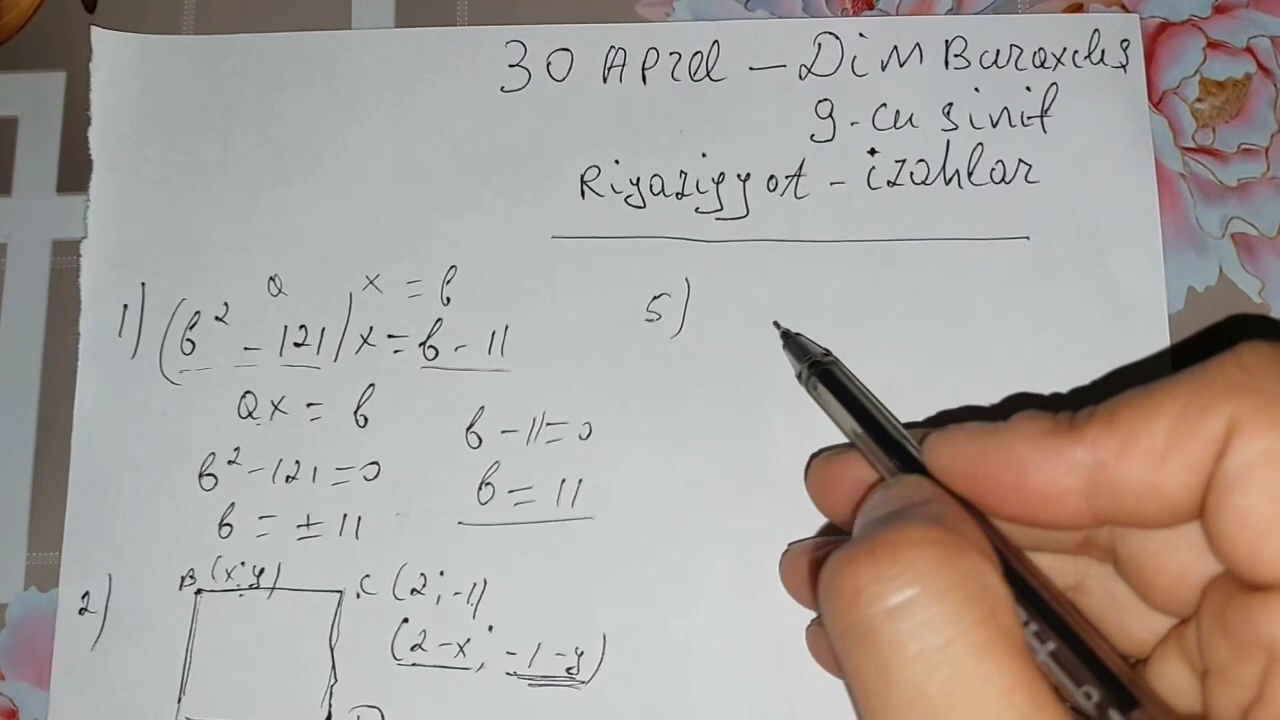 30 Aprel - Dim Buraxılış
9-cu sinif
Riyaziyyat - izahlar
1) a x = b
(b² - 121)x = b - 11
ax = b
b² - 121 = 0
b = ±11
b - 11 = 0
b = 11
2) B (x; y) C (2; -1)
(2 - x; -1 - y)
D
5)